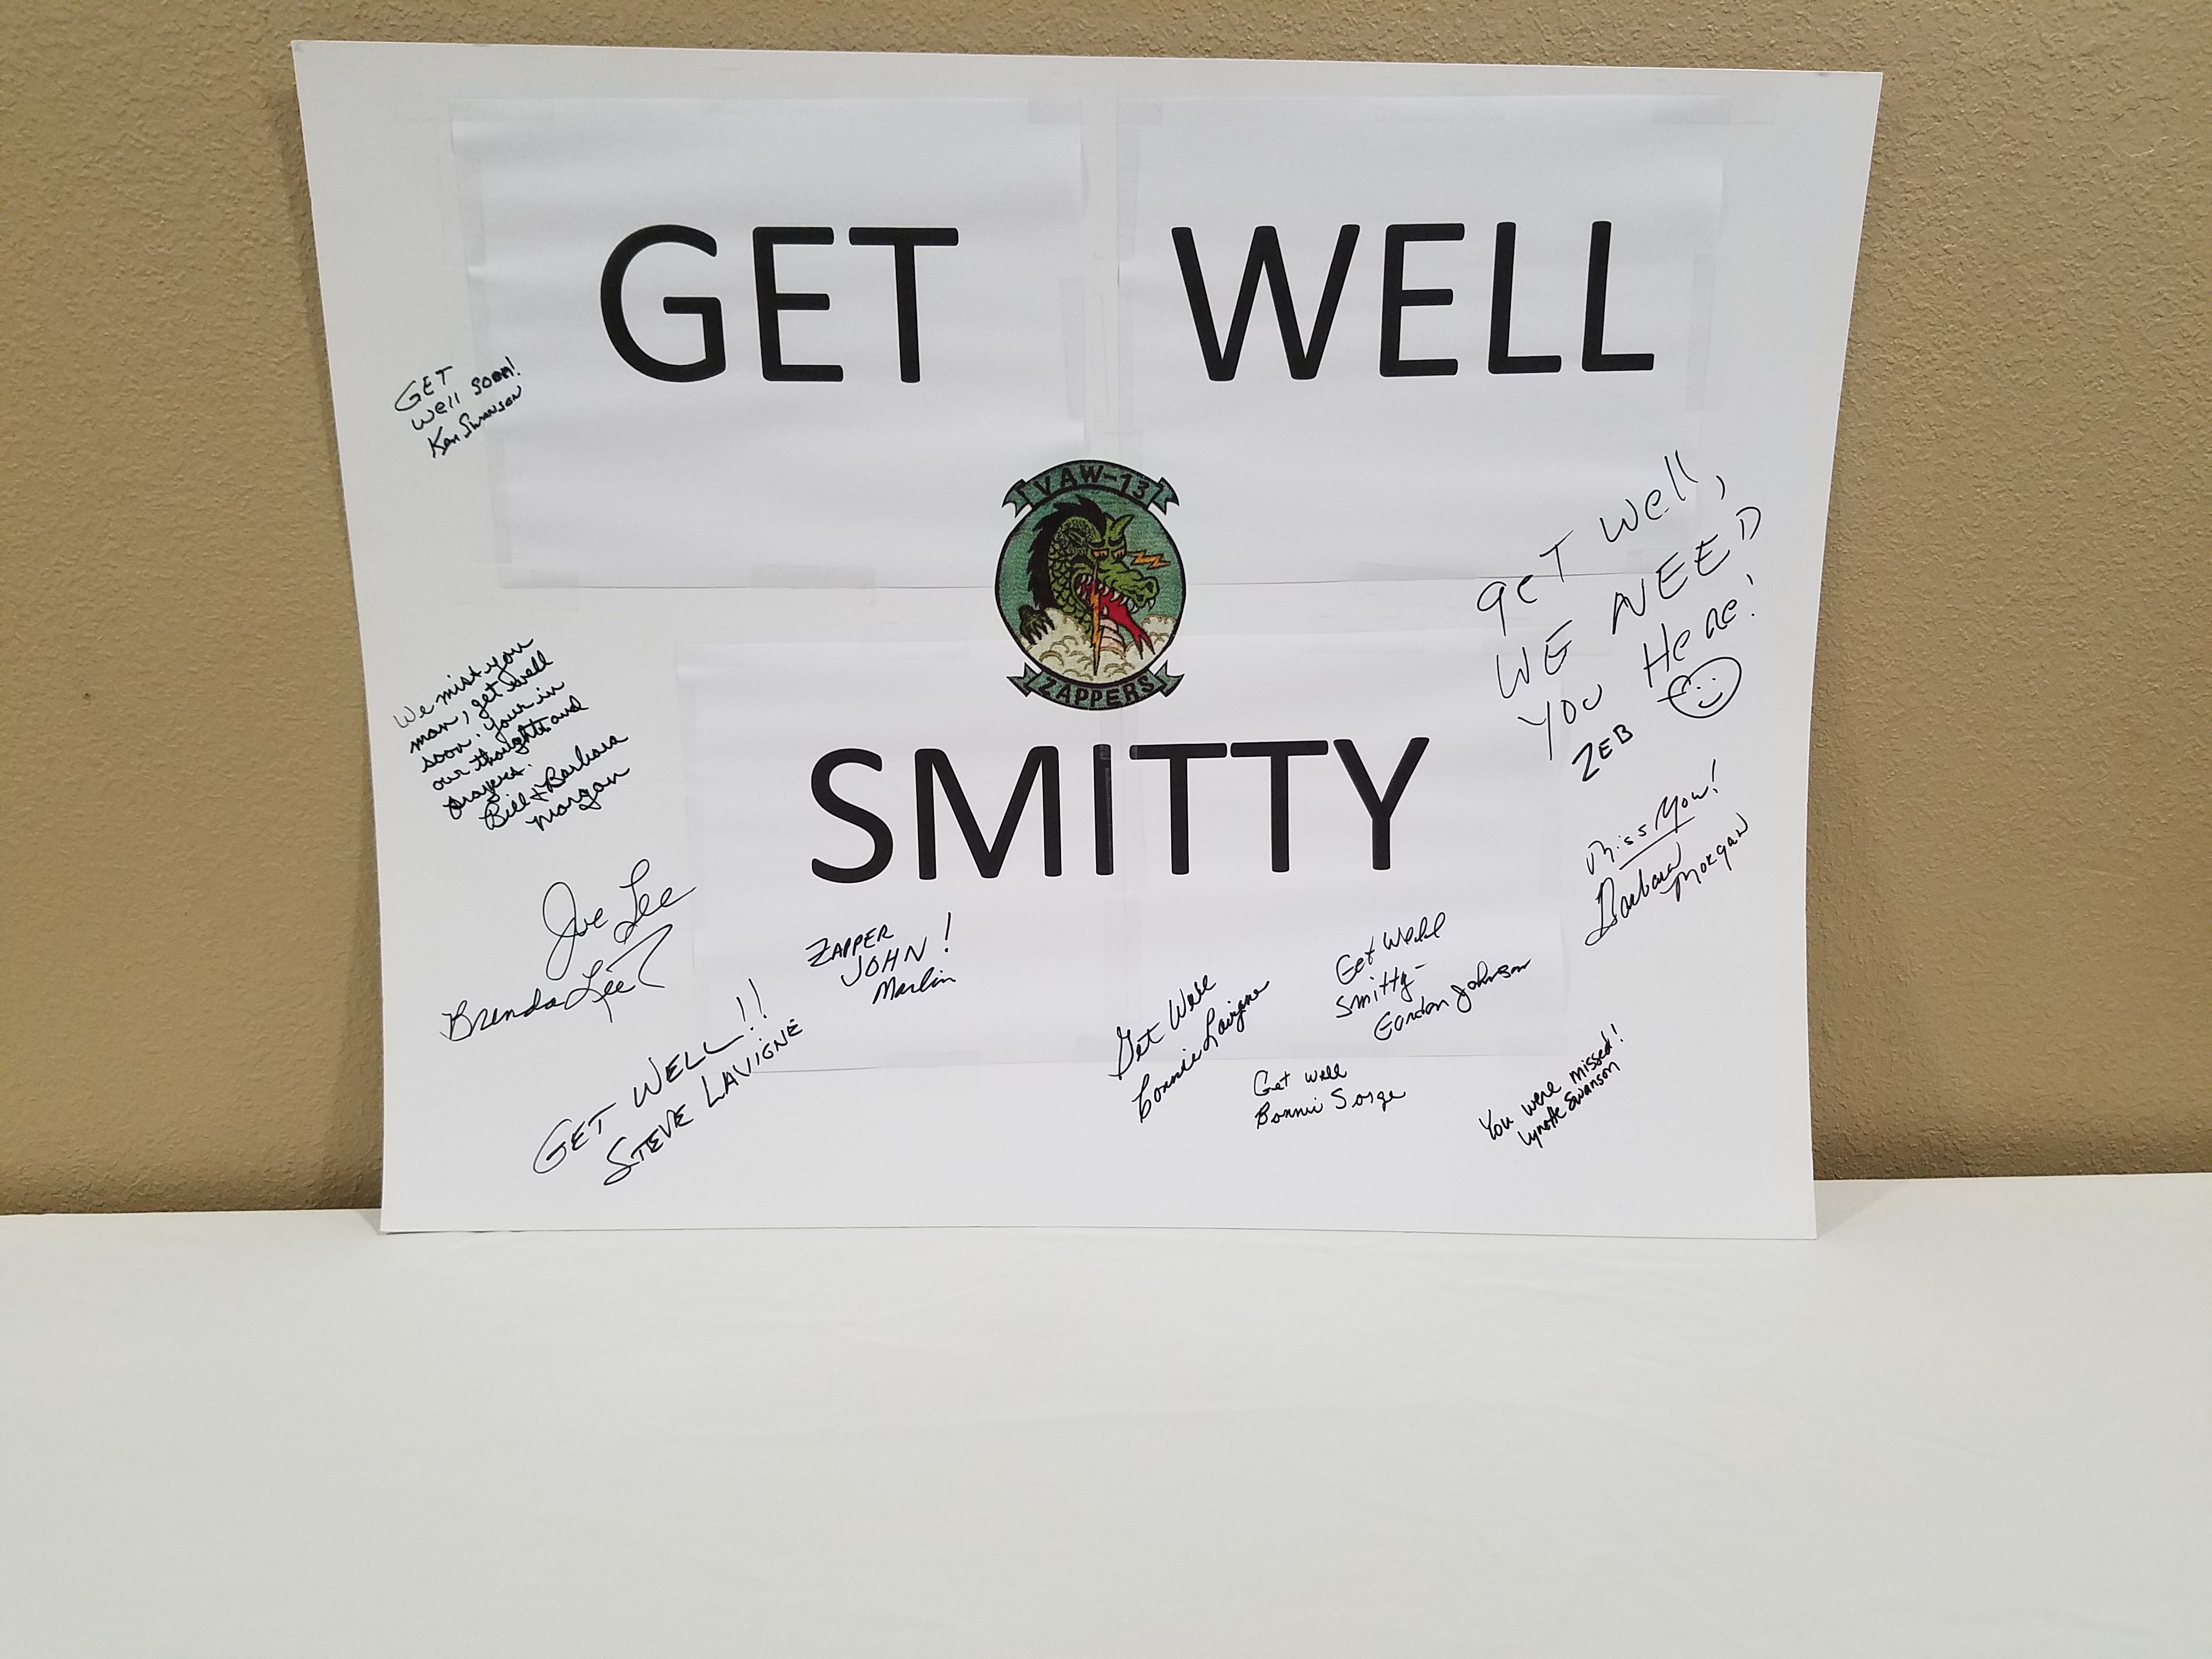 GET WELL
VAW-13
ZAPPERS
SMITTY
GET
Well soon!
Ken Swanson
We mist you
man, get well
soon. Your in
our thoughts and
prayers.
Bill & Barbara
Morgan
Joe Lee
Brenda Lee
GET WELL!!
STEVE LAVIGNE
ZAPPER
JOHN!
Marlin
Get Well
Connie Lavigne
Get Well
Smitty-
Gordon Johnson
Get well
Bonnie Sorge
You were missed!
Lynette Swanson
Miss You!
Barbara
Morgan
get well,
WE NEED
you Here!
ZEB